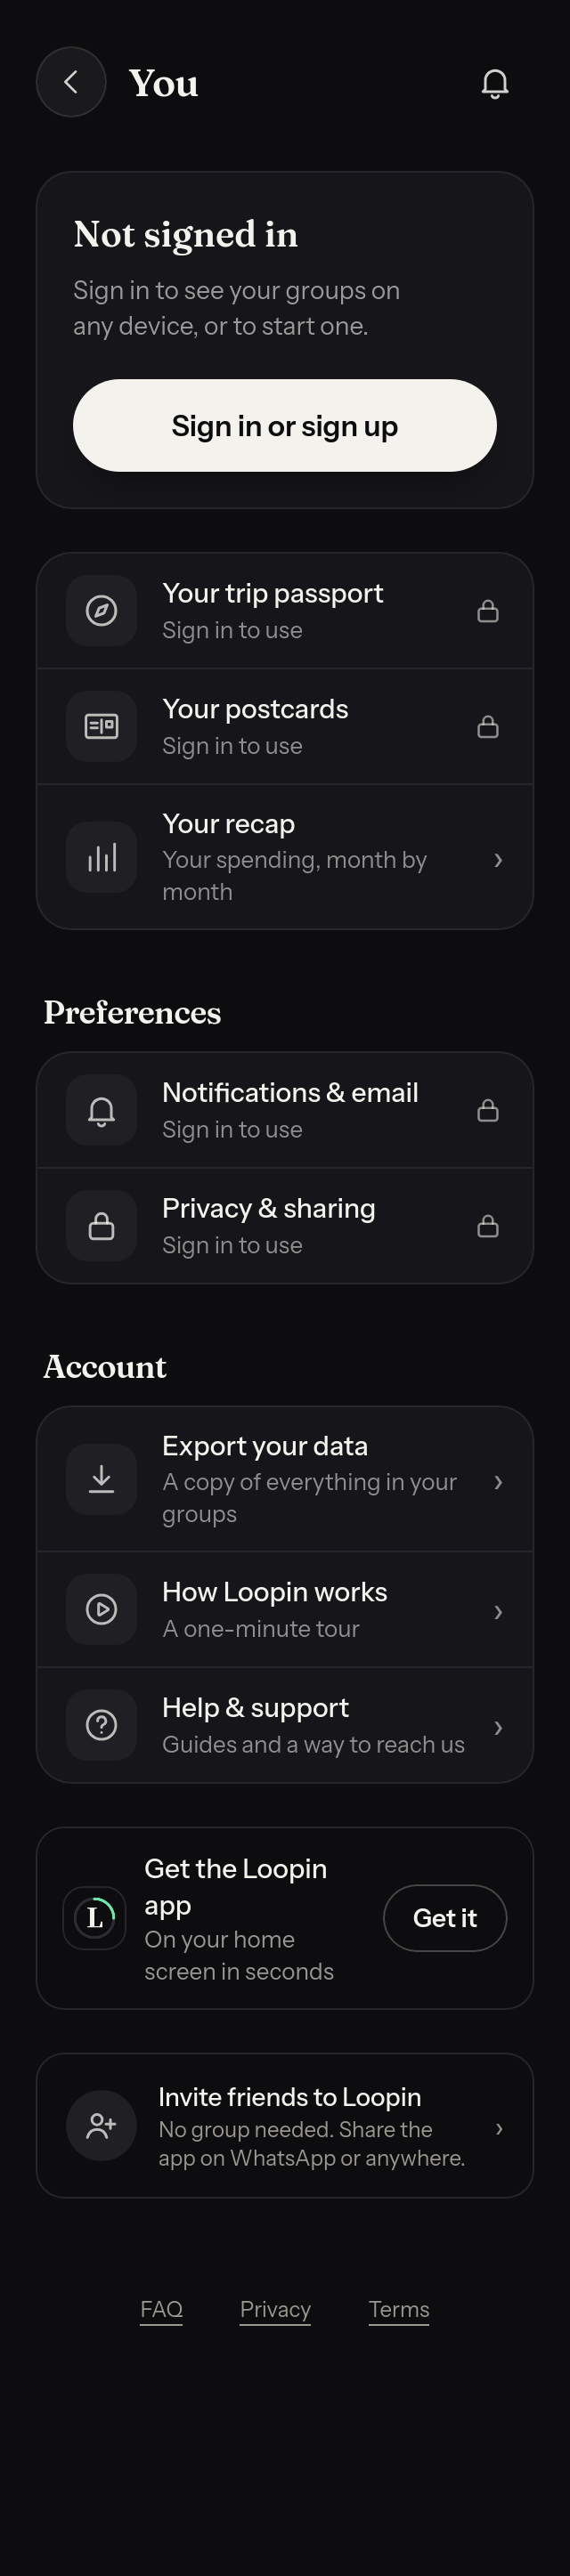 You
Not signed in
Sign in to see your groups on
any device, or to start one.
Sign in or sign up
Your trip passport
Sign in to use
Your postcards
Sign in to use
Your recap
Your spending, month by
month
Preferences
Notifications & email
Sign in to use
Privacy & sharing
Sign in to use
Account
Export your data
A copy of everything in your
groups
How Loopin works
A one-minute tour
Help & support
Guides and a way to reach us
L
Get the Loopin
app
On your home
screen in seconds
Get it
Invite friends to Loopin
No group needed. Share the
app on WhatsApp or anywhere.
FAQ Privacy Terms